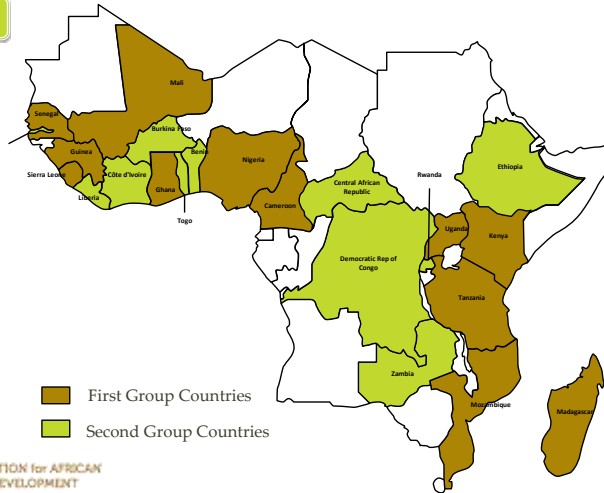 Mali
Senegal
Burkina Faso
Guinea
Benin
Nigeria
Sierra Leone
Côte d'Ivoire
Ghana
Liberia
Togo
Cameroon
Central African
Republic
Rwanda
Ethiopia
Uganda
Kenya
Democratic Rep of
Congo
Tanzania
Zambia
Mozambique
Madagascar
First Group Countries
Second Group Countries
TION for AFRICAN
EVELOPMENT